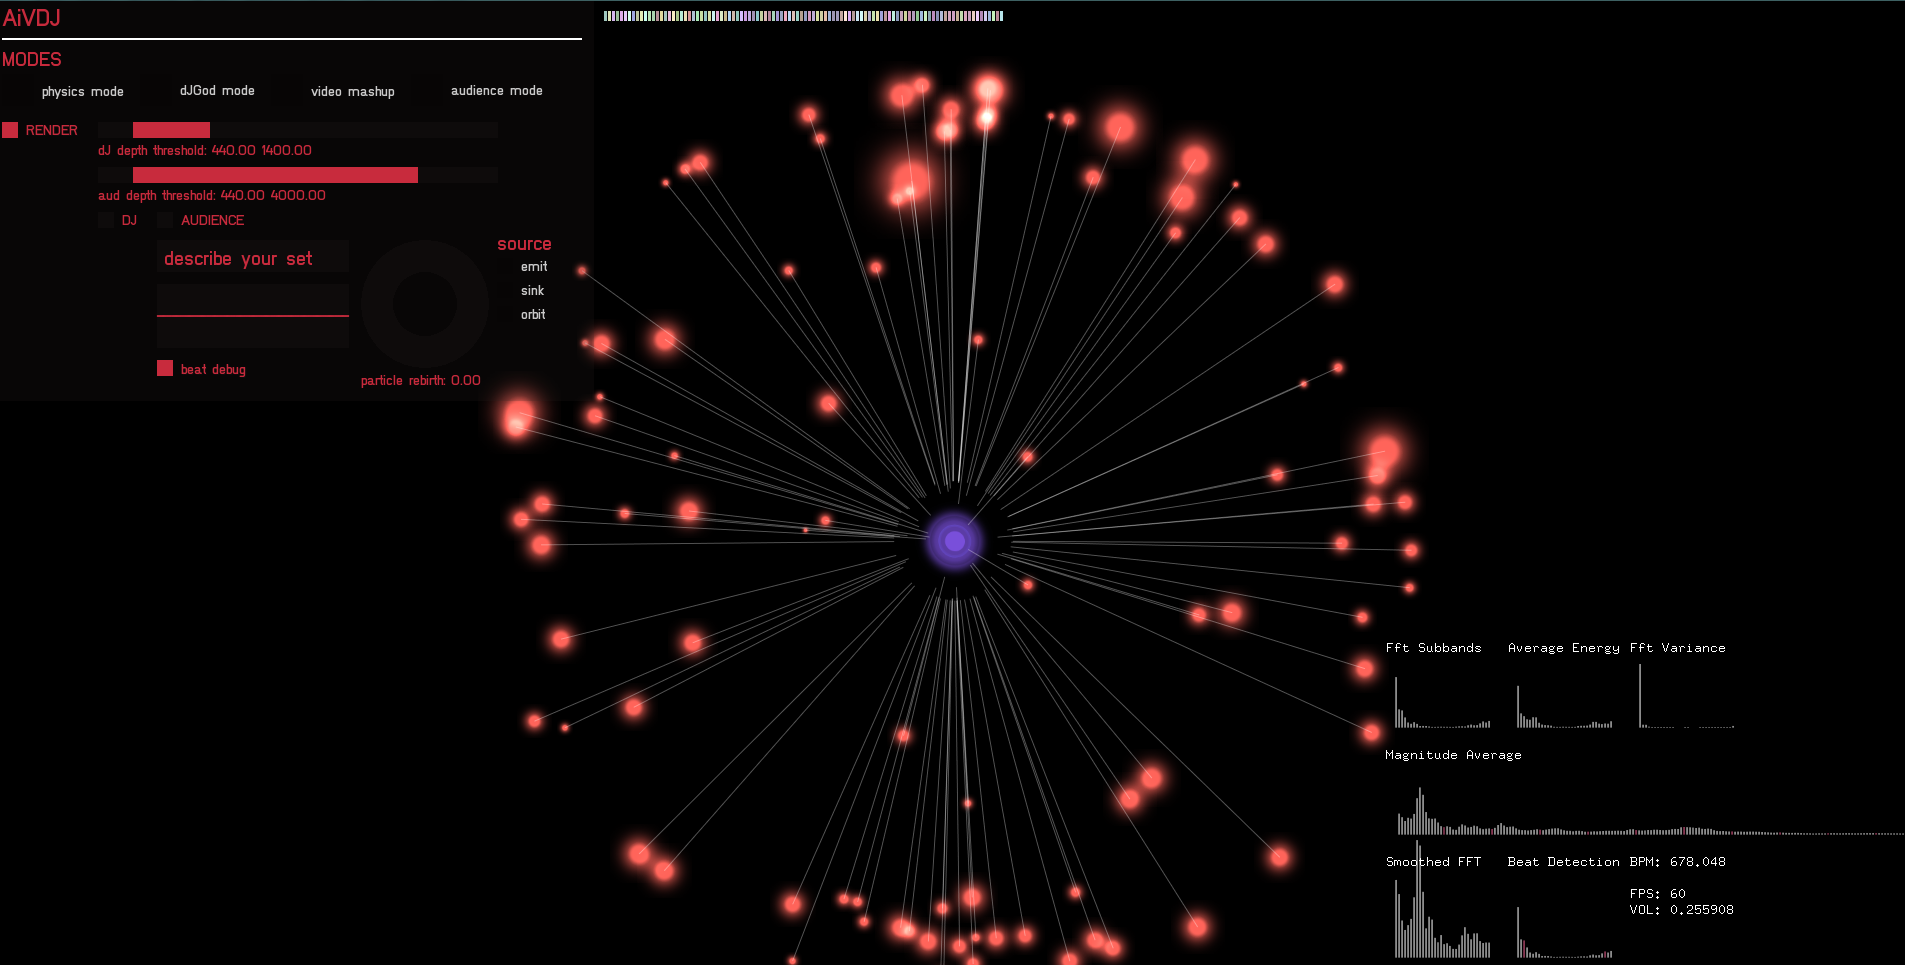 AiVDJ
MODES
physics mode dJGod mode video mashup audience mode
RENDER
dJ depth threshold: 440.00 1400.00
aud depth threshold: 440.00 4000.00
DJ AUDIENCE
describe your set
source
emit
sink
orbit
beat debug
particle rebirth: 0.00
Fft Subbands Average Energy Fft Variance
Magnitude Average
Smoothed FFT Beat Detection BPM: 678.048
FPS: 60
VOL: 0.255908